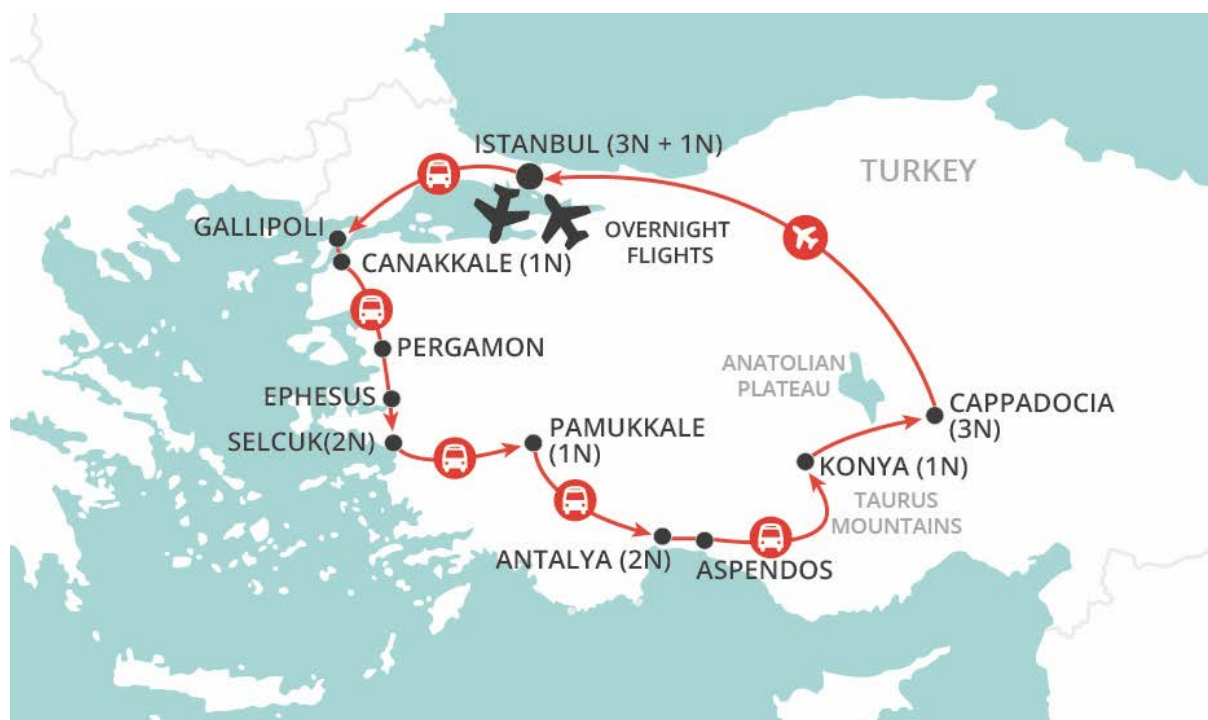 ISTANBUL (3N + 1N)
TURKEY
GALLIPOLI
OVERNIGHT
FLIGHTS
CANAKKALE (1N)
PERGAMON
ANATOLIAN
PLATEAU
EPHESUS
CAPPADOCIA
(3N)
SELCUK(2N)
PAMUKKALE
(1N)
KONYA (1N)
TAURUS
MOUNTAINS
ANTALYA (2N)
ASPENDOS